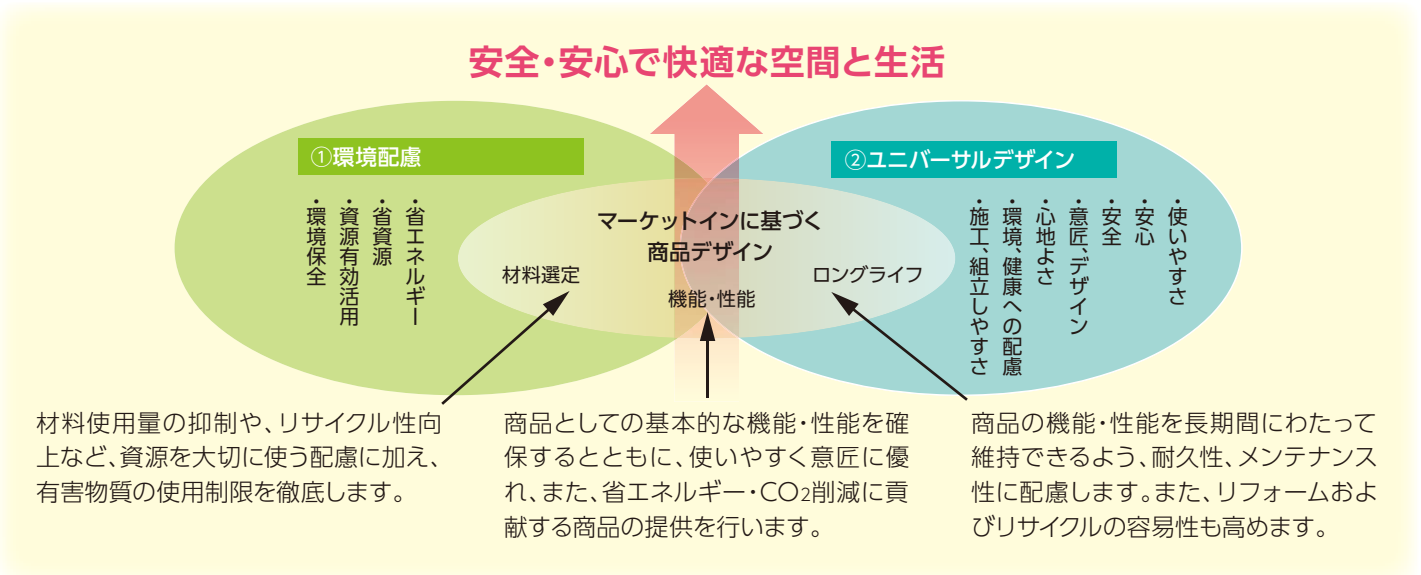 安全・安心で快適な空間と生活
①環境配慮
・省エネルギー
・省資源
・資源有効活用
・環境保全
②ユニバーサルデザイン
・使いやすさ
・安心
・安全
・意匠、デザイン
・心地よさ
・環境、健康への配慮
・施工、組立しやすさ
マーケットインに基づく
商品デザイン
材料選定
機能・性能
ロングライフ
材料使用量の抑制や、リサイクル性向
上など、資源を大切に使う配慮に加え、
有害物質の使用制限を徹底します。
商品としての基本的な機能・性能を確
保するとともに、使いやすく意匠に優
れ、また、省エネルギー・CO2削減に貢
献する商品の提供を行います。
商品の機能・性能を長期間にわたって
維持できるよう、耐久性、メンテナンス
性に配慮します。また、リフォームおよ
びリサイクルの容易性も高めます。